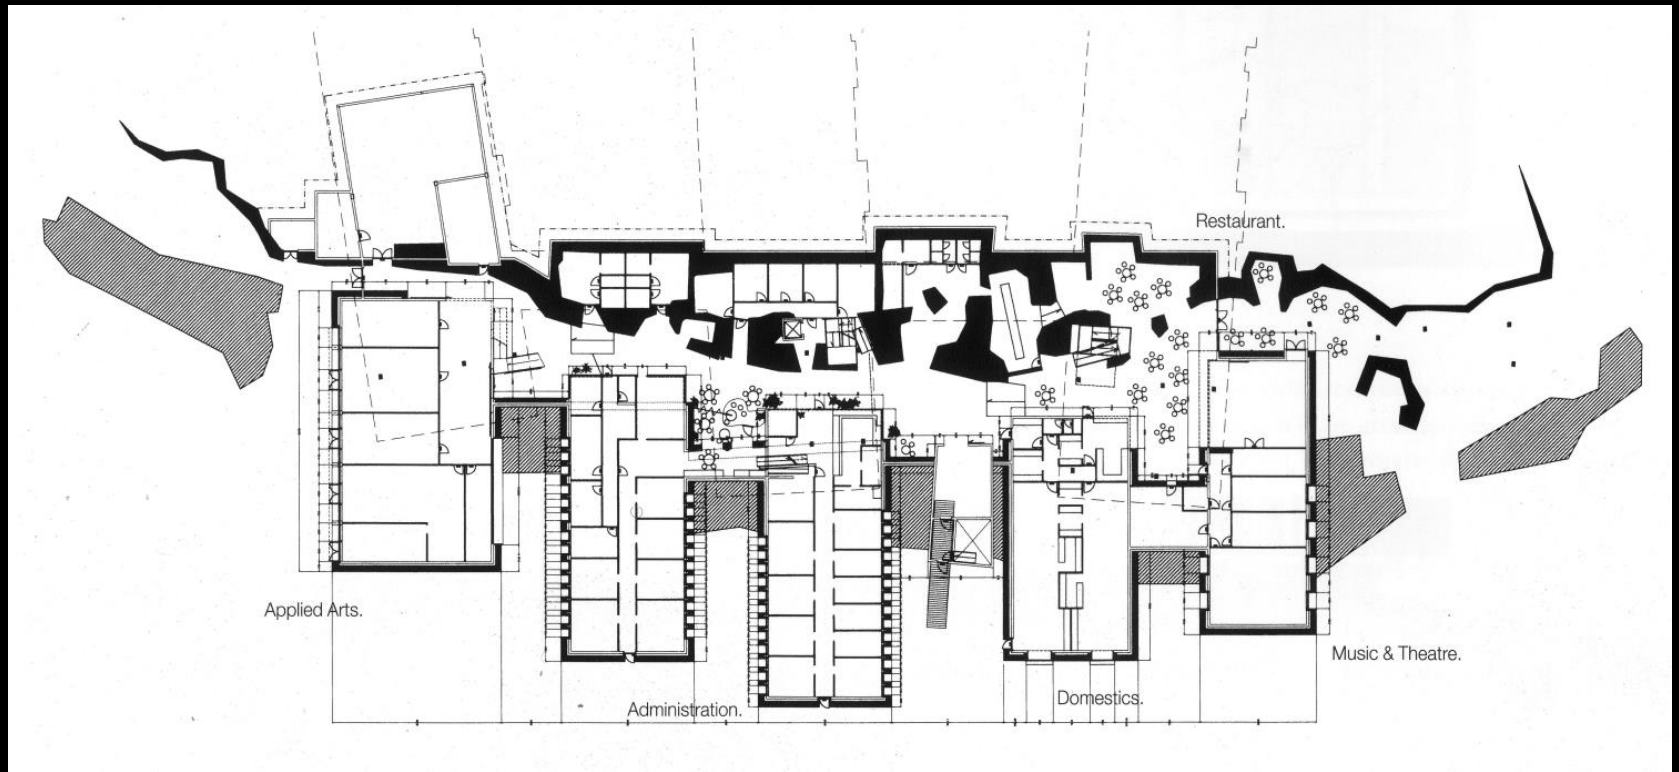 Restaurant.
Applied Arts.
Music & Theatre.
Domestics.
Administration.